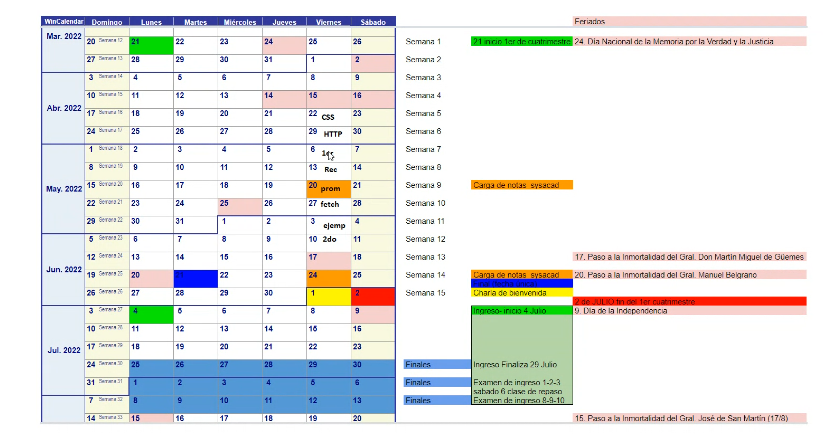 WinCalendar Domingo Lunes Martes Miércoles Jueves Viernes Sábado Feriados
Mar. 2022 20 Semana 12 21 22 23 24 25 26 Semana 1 21 inicio 1er de cuatrimestre 24. Día Nacional de la Memoria por la Verdad y la Justicia
27 Semana 13 28 29 30 31 1 2 Semana 2
Abr. 2022 3 Semana 14 4 5 6 7 8 9 Semana 3
10 Semana 15 11 12 13 14 15 16 Semana 4
17 Semana 16 18 19 20 21 22 CSS 23 Semana 5
24 Semana 17 25 26 27 28 29 HTTP 30 Semana 6
May. 2022 1 Semana 18 2 3 4 5 6 7 Semana 7
8 Semana 19 9 10 11 12 13 Rec 14 Semana 8
15 Semana 20 16 17 18 19 20 prom 21 Semana 9 Carga de notas sysacad
22 Semana 21 23 24 25 26 27 fetch 28 Semana 10
29 Semana 22 30 31 1 2 3 ejemp 4 Semana 11
Jun. 2022 5 Semana 23 6 7 8 9 10 2do 11 Semana 12
12 Semana 24 13 14 15 16 17 18 Semana 13 17. Paso a la Inmortalidad del Gral. Don Martín Miguel de Güemes
19 Semana 25 20 21 22 23 24 25 Semana 14 Carga de notas sysacad 20. Paso a la Inmortalidad del Gral. Manuel Belgrano
26 Semana 26 27 28 29 30 1 2 Semana 15 Charla de bienvenida
2 de JULIO fin del 1er cuatrimestre
Jul. 2022 3 Semana 27 4 5 6 7 8 9 Ingreso- inicio 4 Julio 9. Día de la Independencia
10 Semana 28 11 12 13 14 15 16
17 Semana 29 18 19 20 21 22 23
24 Semana 30 25 26 27 28 29 30 Finales Ingreso Finaliza 29 Julio
31 Semana 31 1 2 3 4 5 6 Finales Examen de ingreso 1-2-3
sabado 6 clase de repaso
7 Semana 32 8 9 10 11 12 13 Finales Examen de ingreso 8-9-10
14 Semana 33 15 16 17 18 19 20 15. Paso a la Inmortalidad del Gral. José de San Martín (17/8)